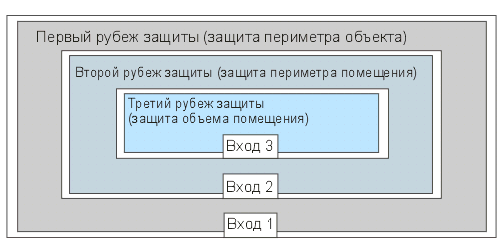 Первый рубеж защиты (защита периметра объекта)
Второй рубеж защиты (защита периметра помещения)
Третий рубеж защиты
(защита объема помещения)
Вход 3
Вход 2
Вход 1